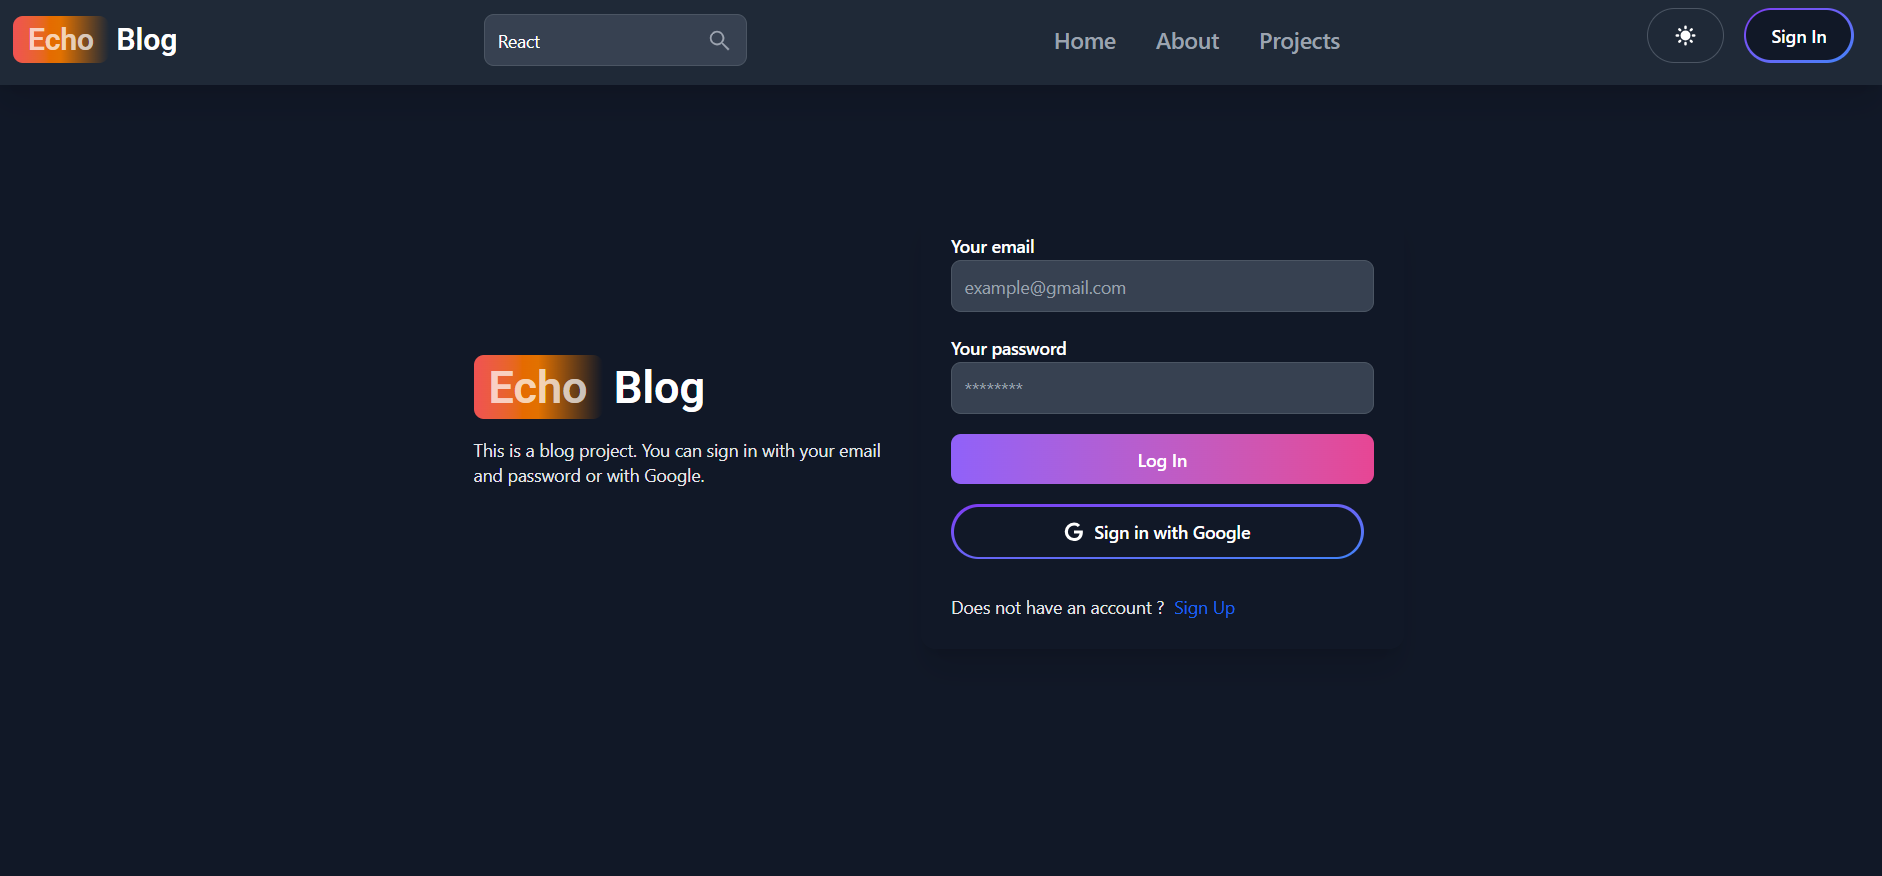 Echo Blog
React
Home About Projects
Sign In
Your email
example@gmail.com
Your password
********
Log In
Sign in with Google
Does not have an account ? Sign Up
Echo Blog
This is a blog project. You can sign in with your email
and password or with Google.